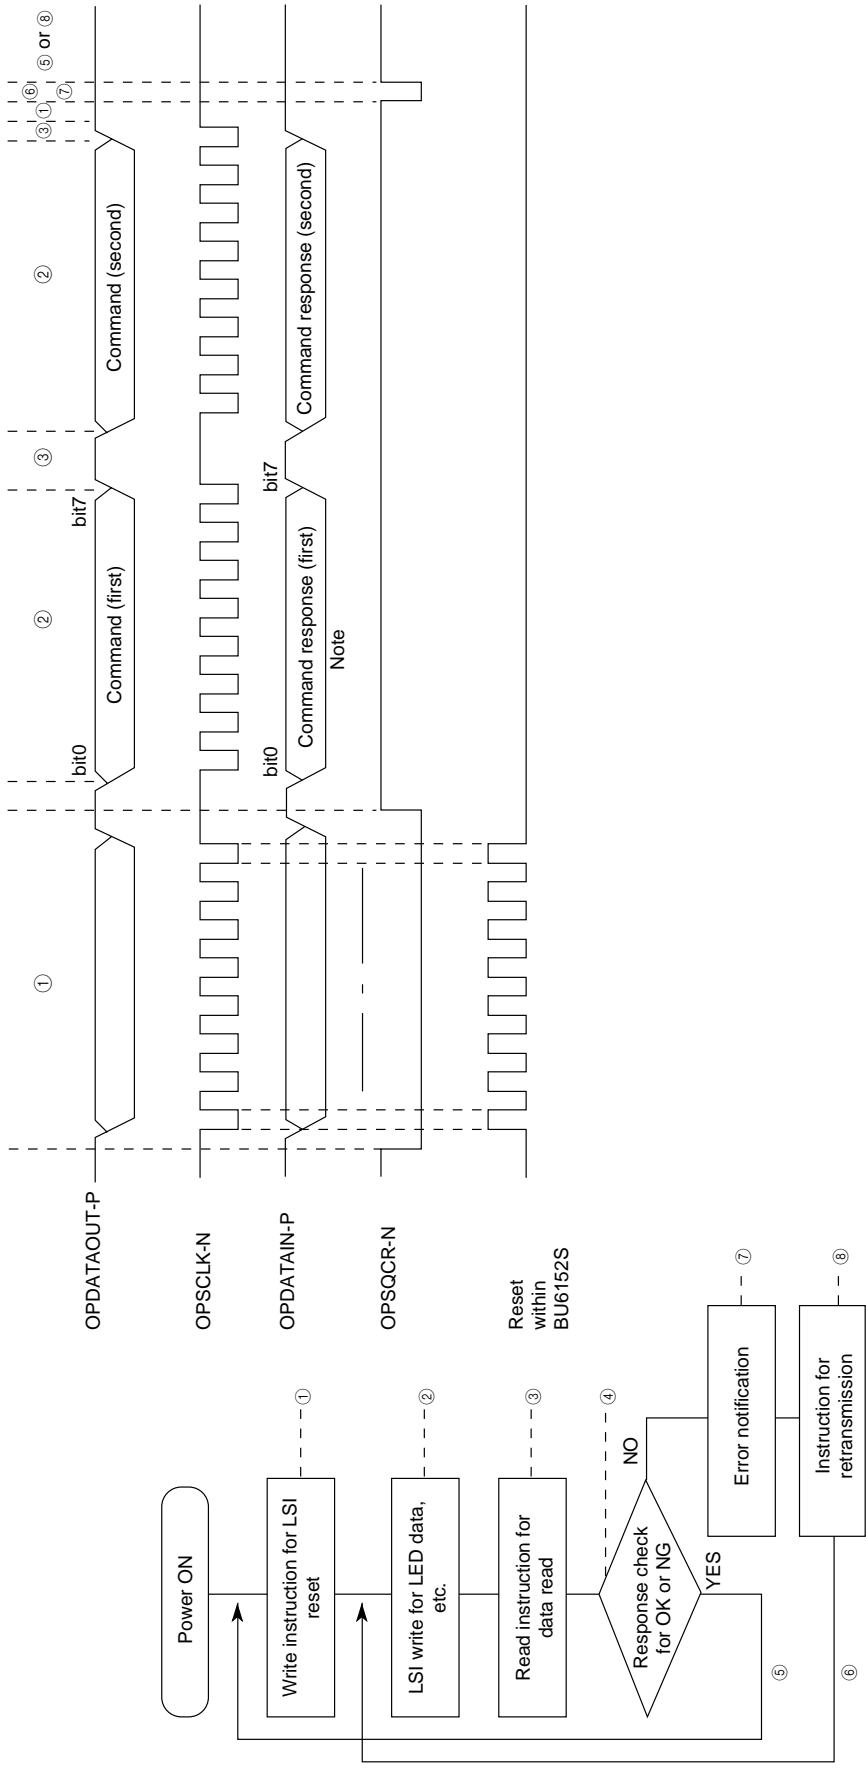 Power ON
Write instruction for LSI
reset
①
LSI write for LED data,
etc.
②
Read instruction for
data read
③
Response check
for OK or NG
④
NO
YES
Error notification
⑦
Instruction for
retransmission
⑧
⑤
⑥
① ② ③ ② ③ ① ⑥ ⑤ or ⑧
⑦
OPDATAOUT-P
bit0
bit7
Command (first)
Command (second)
OPSCLK-N
OPDATAIN-P
bit0
bit7
Command response (first)
Command response (second)
Note
OPSQCR-N
Reset
within
BU6152S